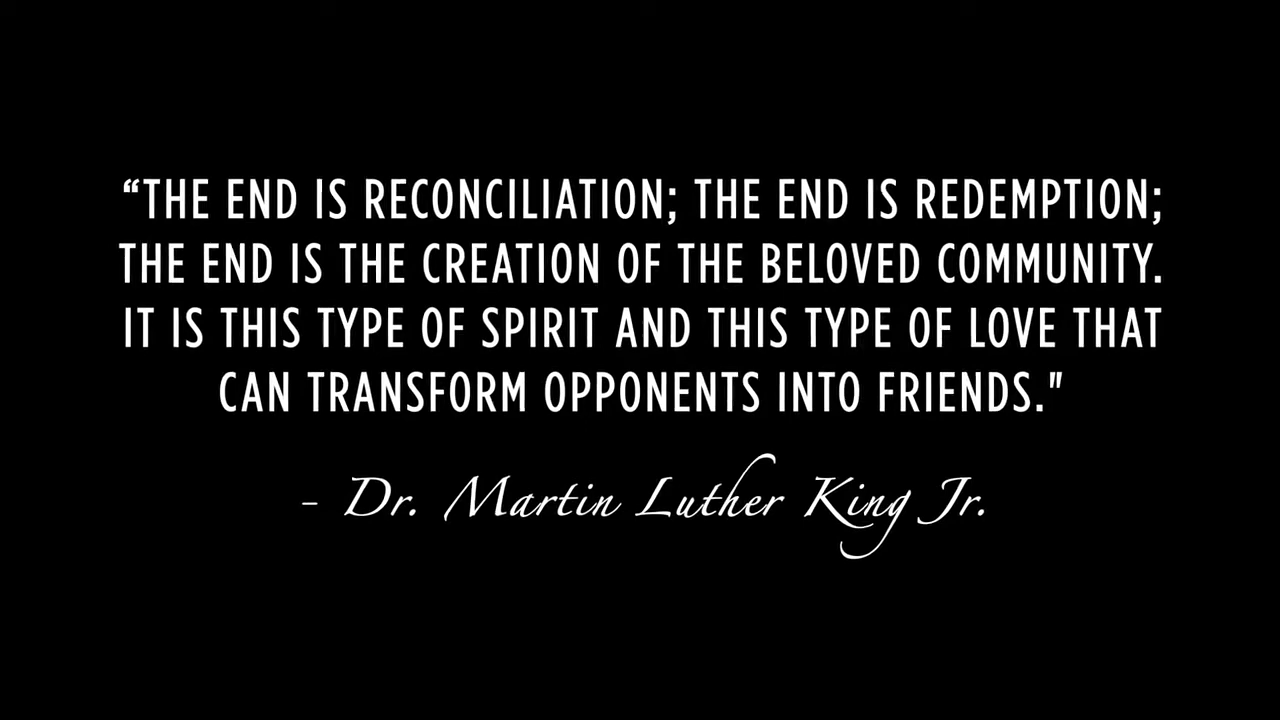 “THE END IS RECONCILIATION; THE END IS REDEMPTION;
THE END IS THE CREATION OF THE BELOVED COMMUNITY.
IT IS THIS TYPE OF SPIRIT AND THIS TYPE OF LOVE THAT
CAN TRANSFORM OPPONENTS INTO FRIENDS."
- Dr. Martin Luther King Jr.